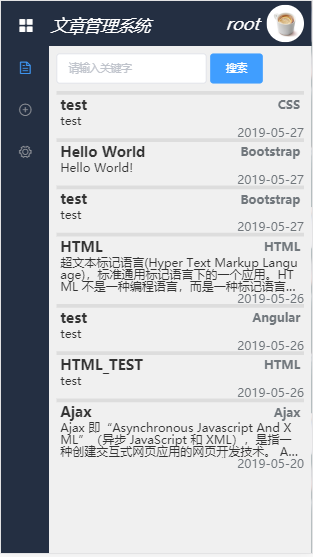 文章管理系统 root
请输入关键字 搜索
test CSS
test
2019-05-27
Hello World Bootstrap
Hello World!
2019-05-27
test Bootstrap
test
2019-05-27
HTML HTML
超文本标记语言(Hyper Text Markup Langu
age)，标准通用标记语言下的一个应用。HT
ML 不是一种编程语言，而是一种标记语言...
2019-05-26
test Angular
test
2019-05-26
HTML_TEST HTML
test
2019-05-26
Ajax Ajax
Ajax 即“Asynchronous Javascript And X
ML”（异步 JavaScript 和 XML），是指一
种创建交互式网页应用的网页开发技术。 A...
2019-05-20